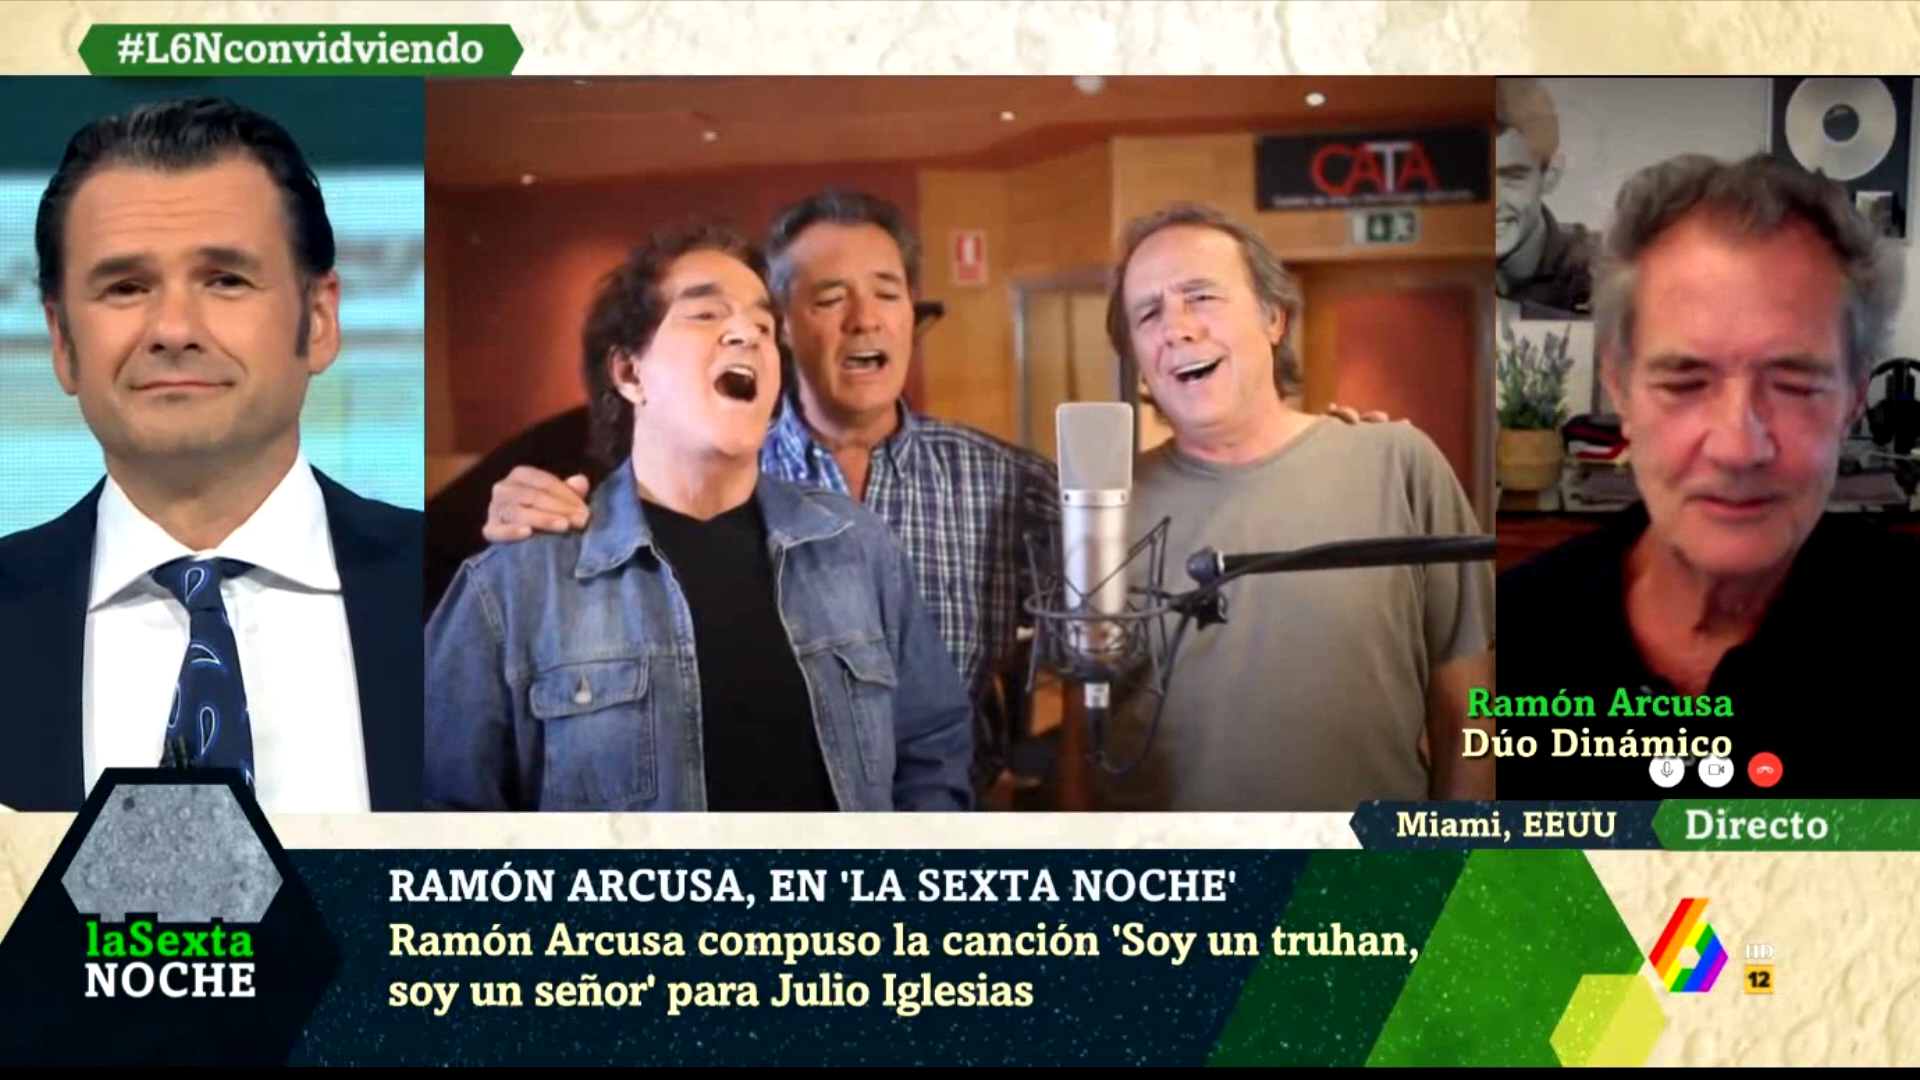 #L6Nconvidviendo
CATA
Ramón Arcusa
Dúo Dinámico
Miami, EEUU
Directo
RAMÓN ARCUSA, EN 'LA SEXTA NOCHE'
Ramón Arcusa compuso la canción 'Soy un truhan,
soy un señor' para Julio Iglesias
laSexta
NOCHE
HD
12